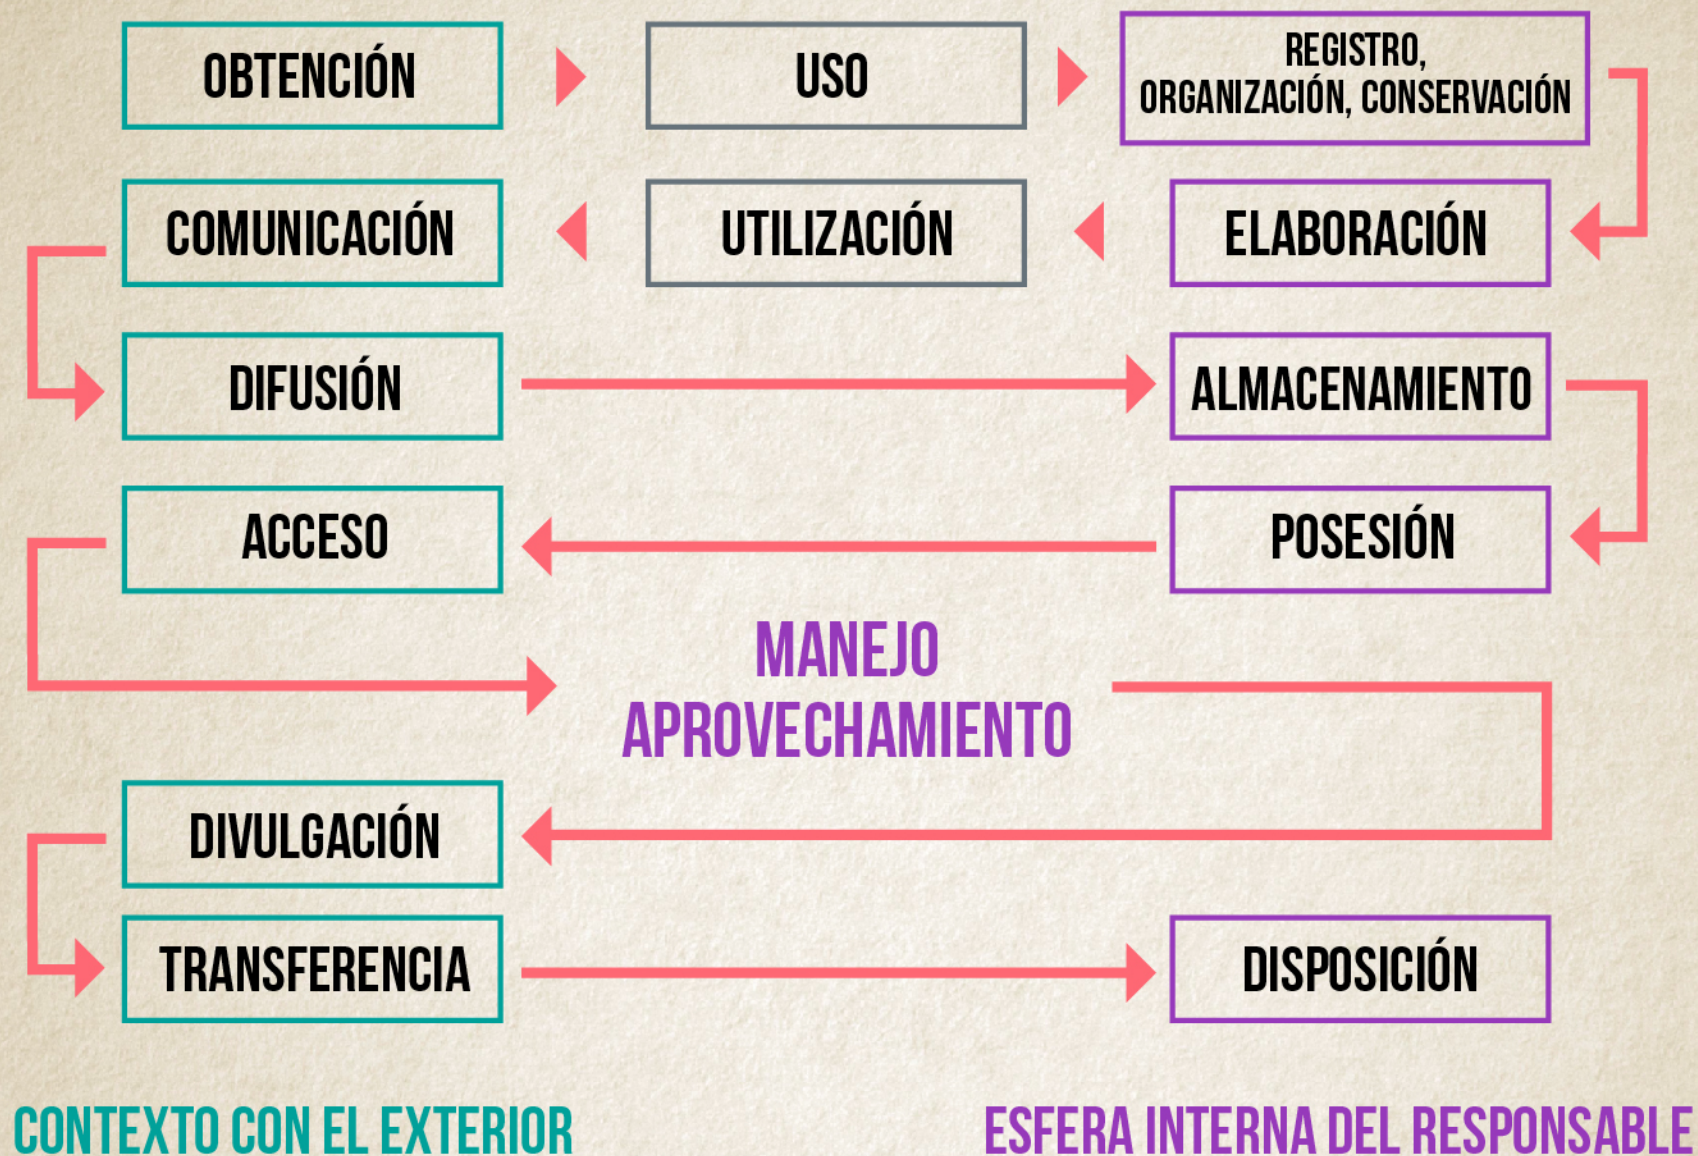 OBTENCIÓN
USO
REGISTRO,
ORGANIZACIÓN, CONSERVACIÓN
ELABORACIÓN
UTILIZACIÓN
COMUNICACIÓN
DIFUSIÓN
ALMACENAMIENTO
POSESIÓN
ACCESO
MANEJO
APROVECHAMIENTO
DIVULGACIÓN
TRANSFERENCIA
DISPOSICIÓN
CONTEXTO CON EL EXTERIOR
ESFERA INTERNA DEL RESPONSABLE